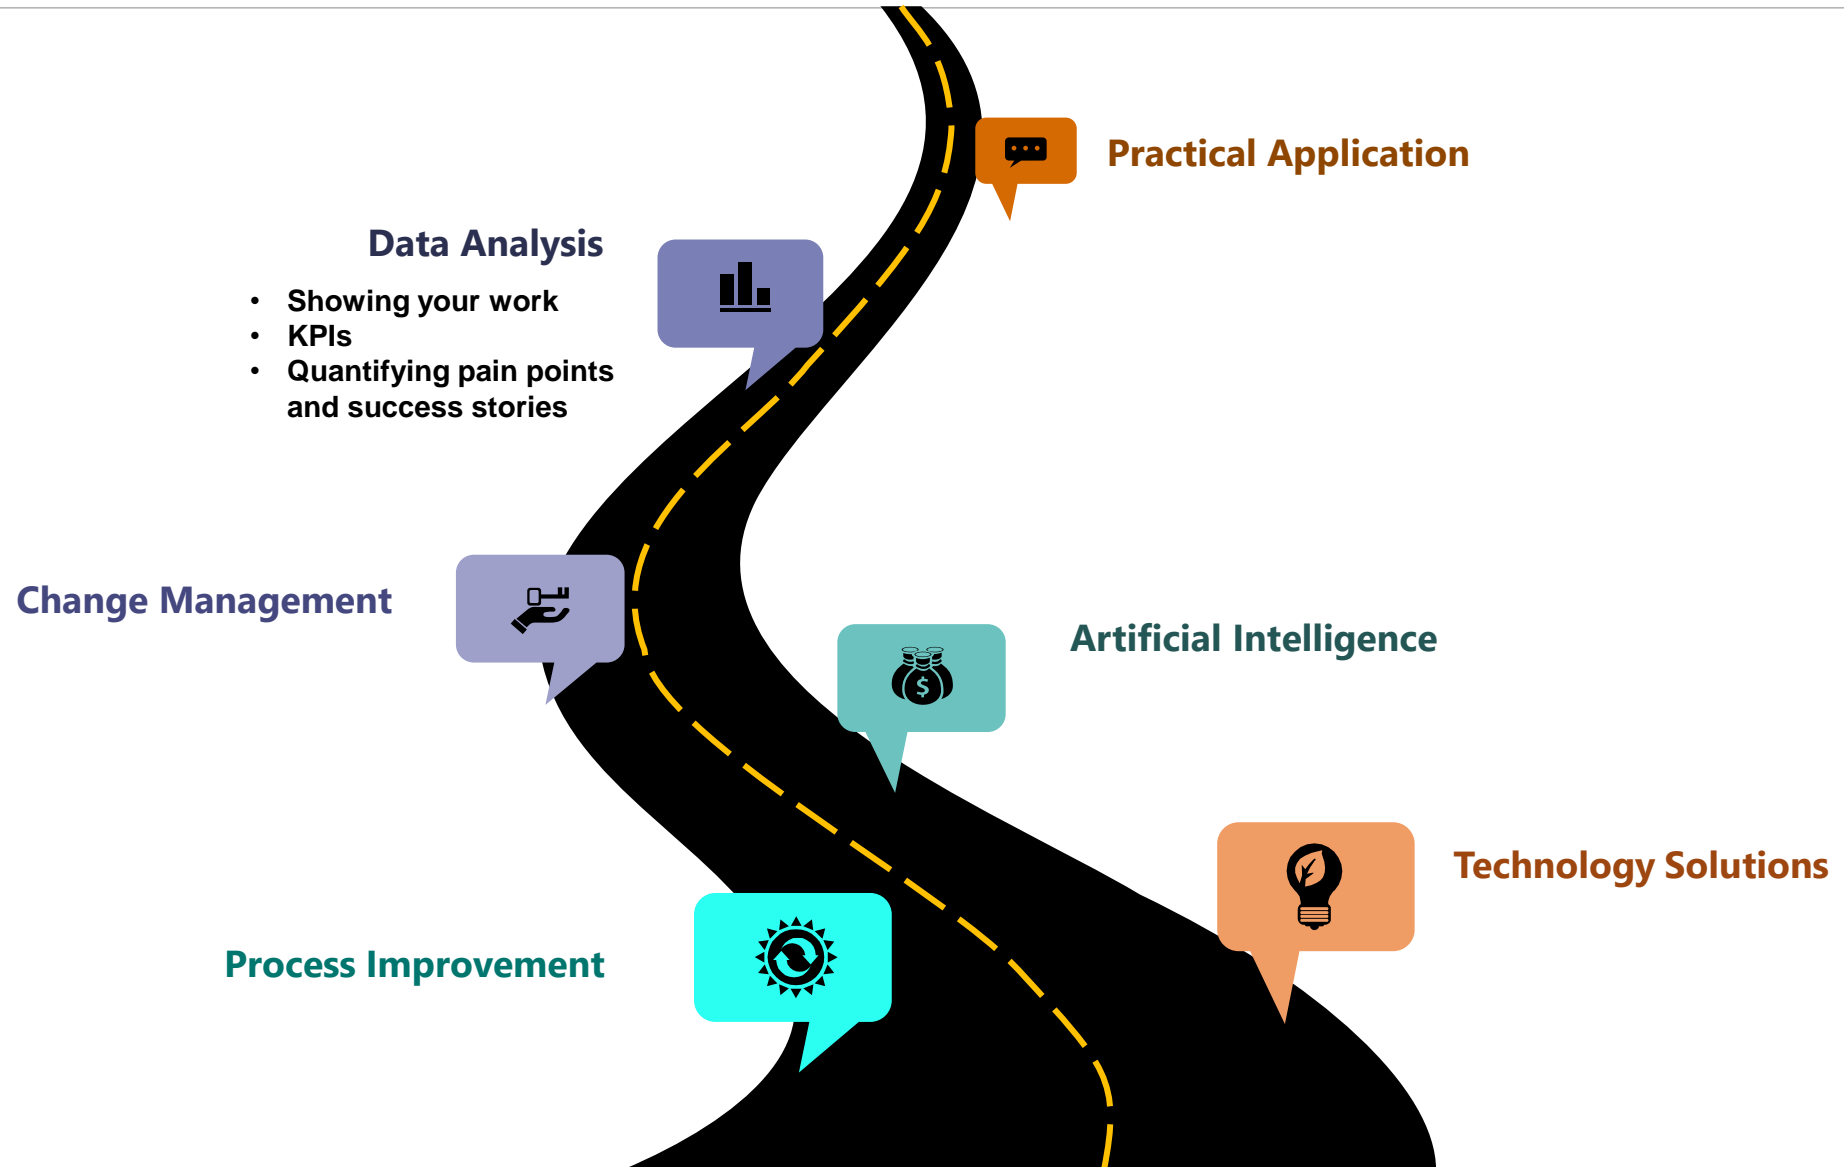 Practical Application
Data Analysis
• Showing your work
• KPIs
• Quantifying pain points
and success stories
Change Management
Artificial Intelligence
$
Technology Solutions
Process Improvement